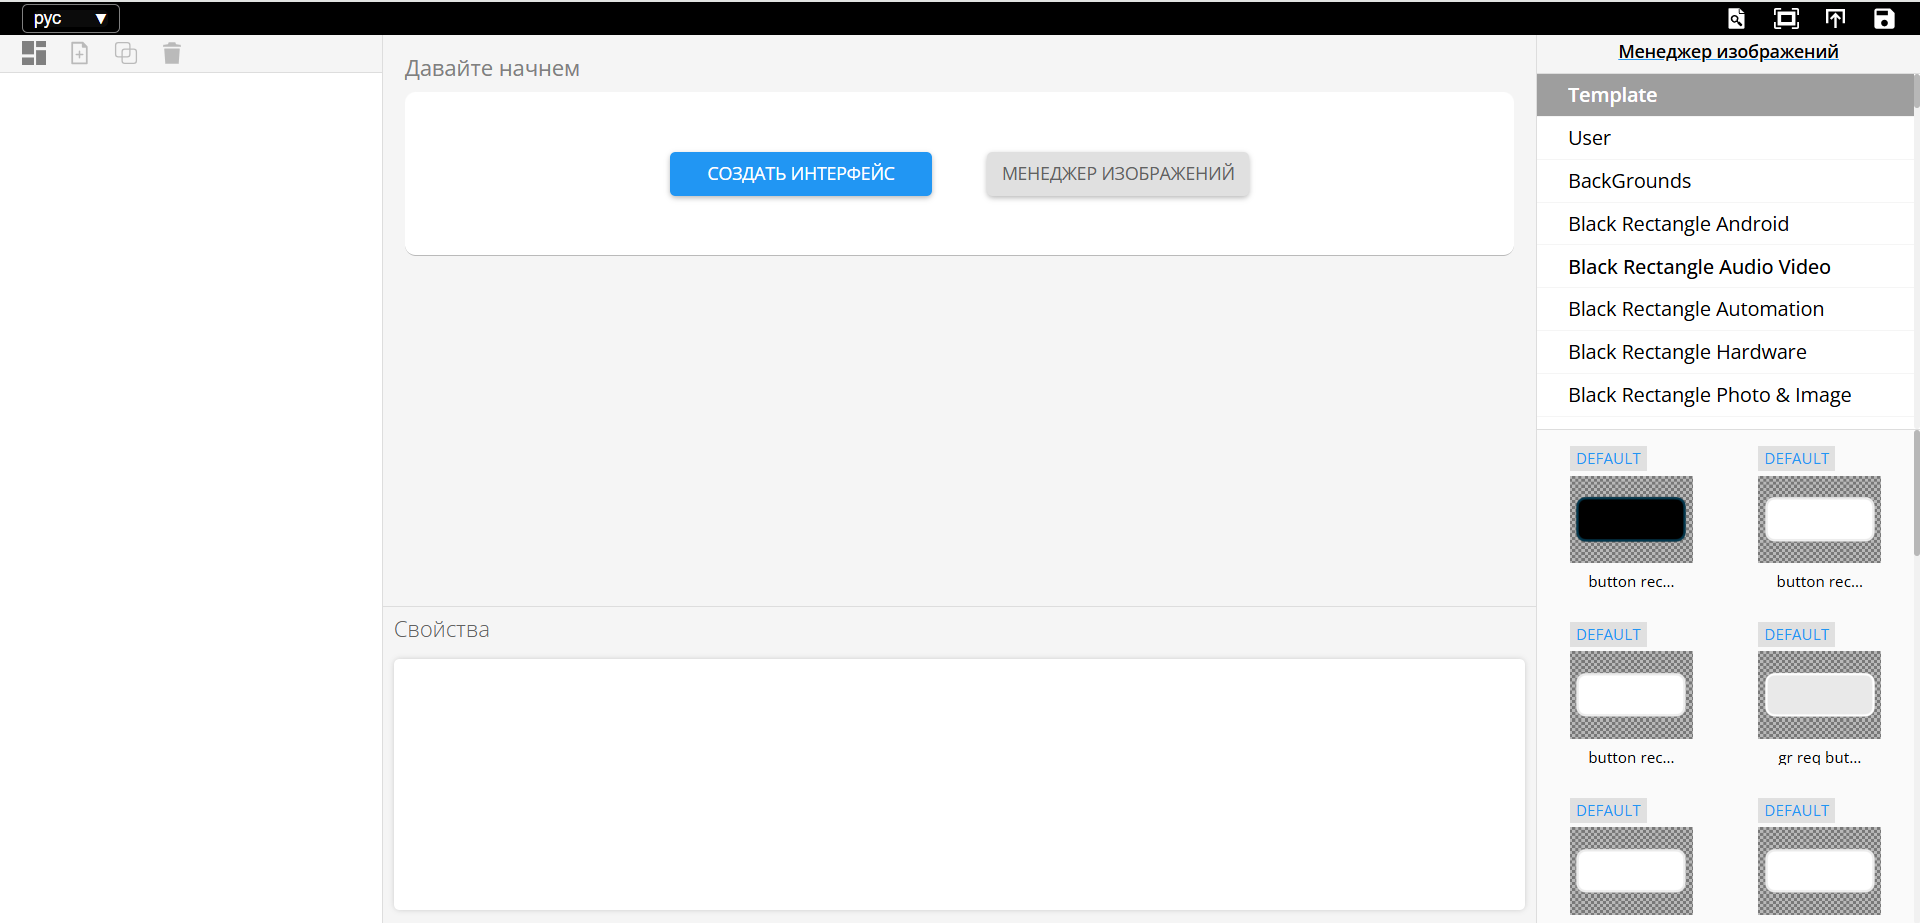 рус ▼
Давайте начнем
СОЗДАТЬ ИНТЕРФЕЙС
МЕНЕДЖЕР ИЗОБРАЖЕНИЙ
Свойства
Менеджер изображений
Template
User
BackGrounds
Black Rectangle Android
Black Rectangle Audio Video
Black Rectangle Automation
Black Rectangle Hardware
Black Rectangle Photo & Image
DEFAULT
button rec...
DEFAULT
button rec...
DEFAULT
button rec...
DEFAULT
gr req but...
DEFAULT
DEFAULT